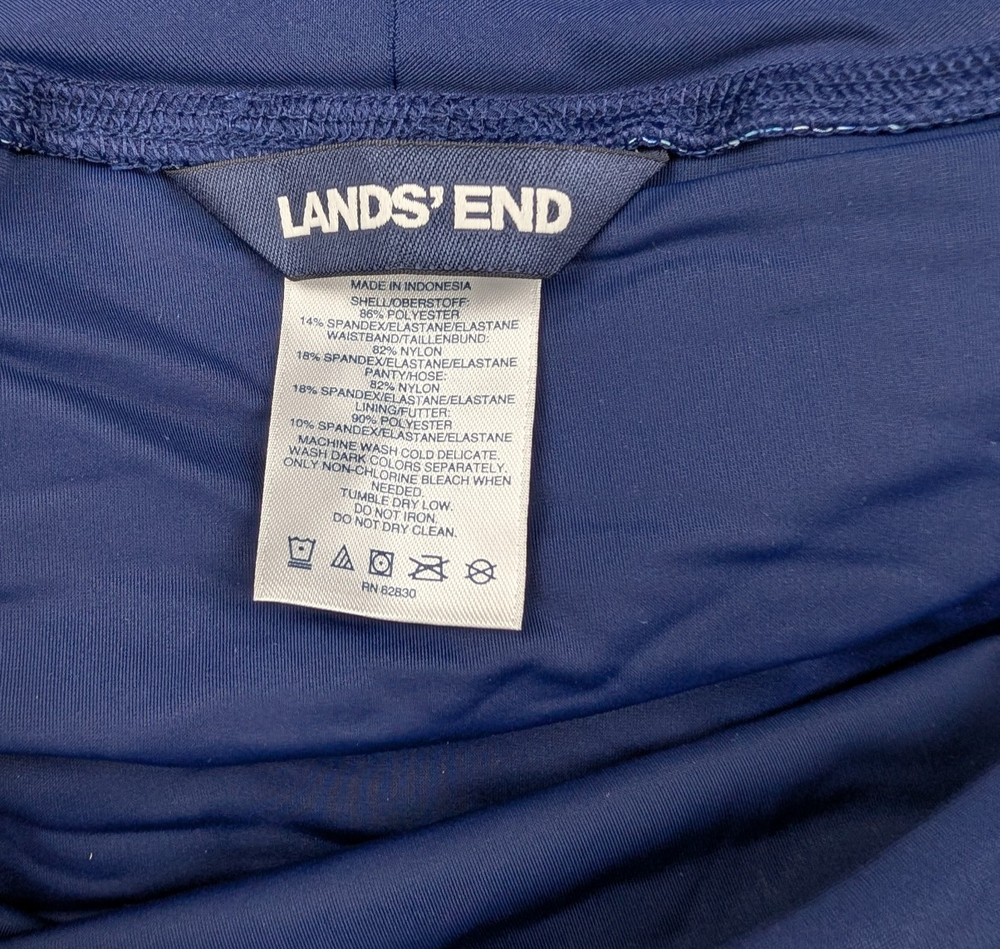 LANDS' END
MADE IN INDONESIA
SHELL/OBERSTOFF:
86% POLYESTER
14% SPANDEX/ELASTANE/ELASTANE
WAISTBAND/TAILLENBUND:
82% NYLON
18% SPANDEX/ELASTANE/ELASTANE
PANTY/HOSE:
82% NYLON
18% SPANDEX/ELASTANE/ELASTANE
LINING/FUTTER:
90% POLYESTER
10% SPANDEX/ELASTANE/ELASTANE
MACHINE WASH COLD DELICATE.
WASH DARK COLORS SEPARATELY.
ONLY NON-CHLORINE BLEACH WHEN
NEEDED.
TUMBLE DRY LOW.
DO NOT IRON.
DO NOT DRY CLEAN.
RN 62830